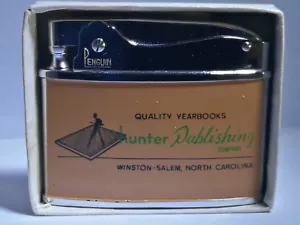 PENGUIN
QUALITY YEARBOOKS
hunter Publishing
COMPANY
WINSTON-SALEM, NORTH CAROLINA